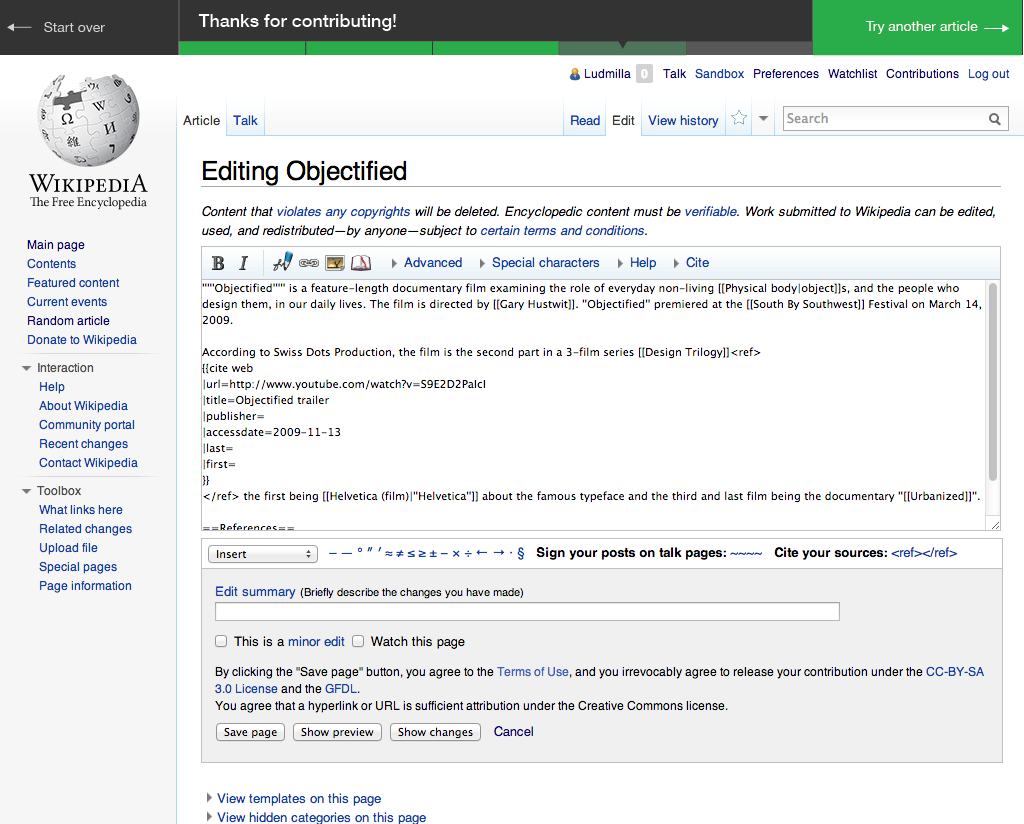 Start over
Thanks for contributing!
Try another article
Ludmilla 0 Talk Sandbox Preferences Watchlist Contributions Log out
Article Talk Read Edit View history Search
Ω W И 維 7
WIKIPEDIA
The Free Encyclopedia
Main page
Contents
Featured content
Current events
Random article
Donate to Wikipedia
Interaction
Help
About Wikipedia
Community portal
Recent changes
Contact Wikipedia
Toolbox
What links here
Related changes
Upload file
Special pages
Page information
Editing Objectified
Content that violates any copyrights will be deleted. Encyclopedic content must be verifiable. Work submitted to Wikipedia can be edited,
used, and redistributed—by anyone—subject to certain terms and conditions.
B I Advanced Special characters Help Cite
"""Objectified""" is a feature-length documentary film examining the role of everyday non-living [[Physical body|object]]s, and the people who
design them, in our daily lives. The film is directed by [[Gary Hustwit]]. "Objectified" premiered at the [[South By Southwest]] Festival on March 14,
2009.
According to Swiss Dots Production, the film is the second part in a 3-film series [[Design Trilogy]]<ref>
{{cite web
|url=http://www.youtube.com/watch?v=S9E2D2PaIcI
|title=Objectified trailer
|publisher=
|accessdate=2009-11-13
|last=
|first=
}}
</ref> the first being [[Helvetica (film)|"Helvetica"]] about the famous typeface and the third and last film being the documentary "[[Urbanized]]".
==References==
Insert – — ° ″ ′ ≈ ≠ ≤ ≥ ± − × ÷ ← → · § Sign your posts on talk pages: ~~~~ Cite your sources: <ref></ref>
Edit summary (Briefly describe the changes you have made)
This is a minor edit Watch this page
By clicking the "Save page" button, you agree to the Terms of Use, and you irrevocably agree to release your contribution under the CC-BY-SA
3.0 License and the GFDL.
You agree that a hyperlink or URL is sufficient attribution under the Creative Commons license.
Save page Show preview Show changes Cancel
View templates on this page
View hidden categories on this page